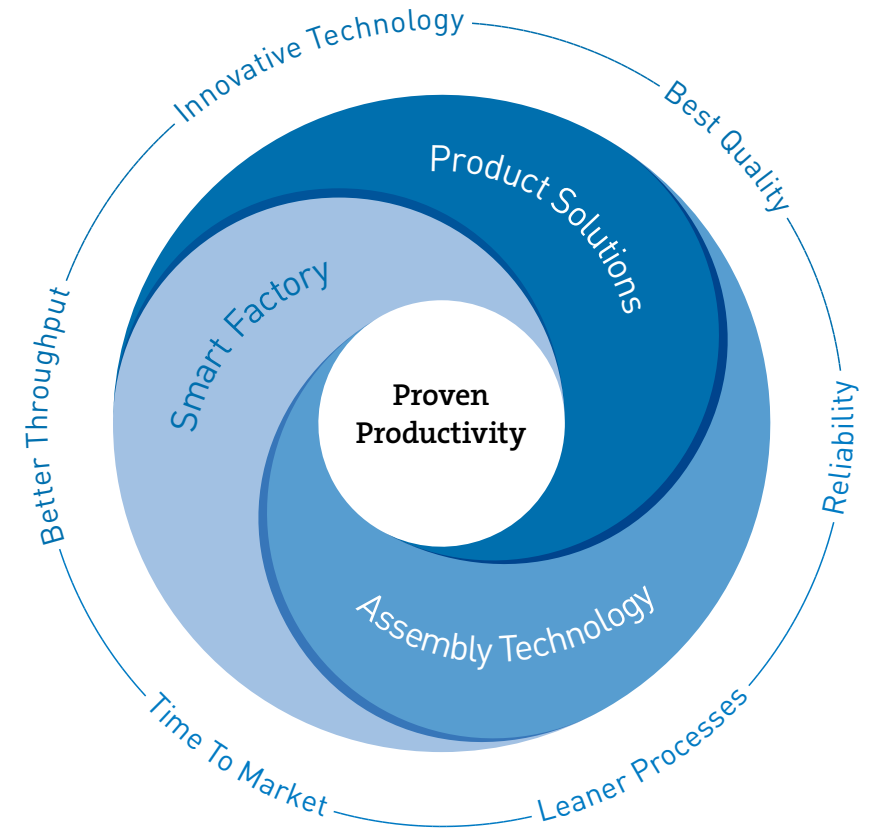 Innovative Technology
Best Quality
Reliability
Leaner Processes
Time To Market
Better Throughput
Product Solutions
Assembly Technology
Smart Factory
Proven
Productivity